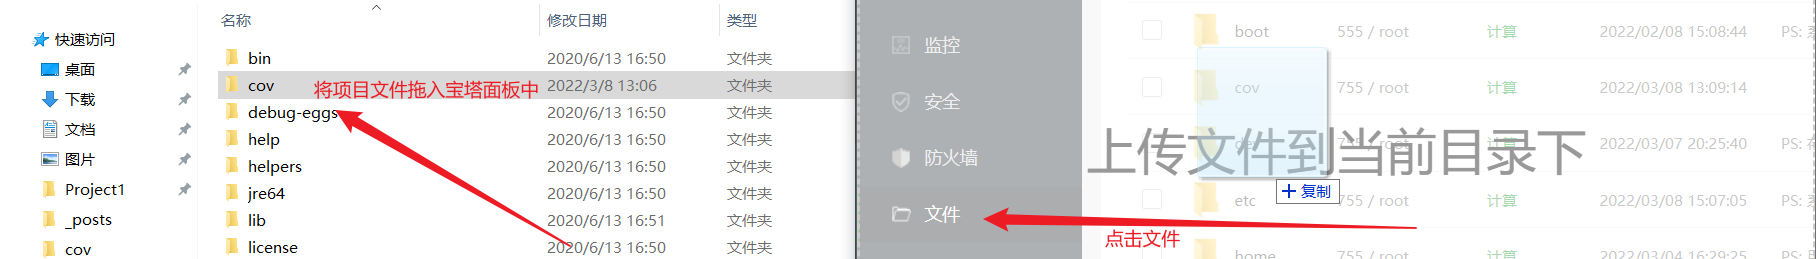 名称 修改日期 类型
快速访问
桌面
下载
文档
图片
Project1
_posts
cov
bin 2020/6/13 16:50 文件夹
cov 2022/3/8 13:06 文件夹
将项目文件拖入宝塔面板中
debug-eggs 2020/6/13 16:50 文件夹
help 2020/6/13 16:50 文件夹
helpers 2020/6/13 16:50 文件夹
jre64 2020/6/13 16:50 文件夹
lib 2020/6/13 16:51 文件夹
license 2020/6/13 16:50 文件夹
监控
安全
防火墙
文件
点击文件
boot 555 / root 计算 2022/02/08 15:08:44 PS:
cov 755 / root 计算 2022/03/08 13:09:14
dev 755 / root 计算 2022/03/07 20:25:40 PS:
上传文件到当前目录下
复制
etc 755 / root 计算 2022/03/08 15:07:05 PS:
home 755 / root 计算 2022/03/04 16:29:25 PS: